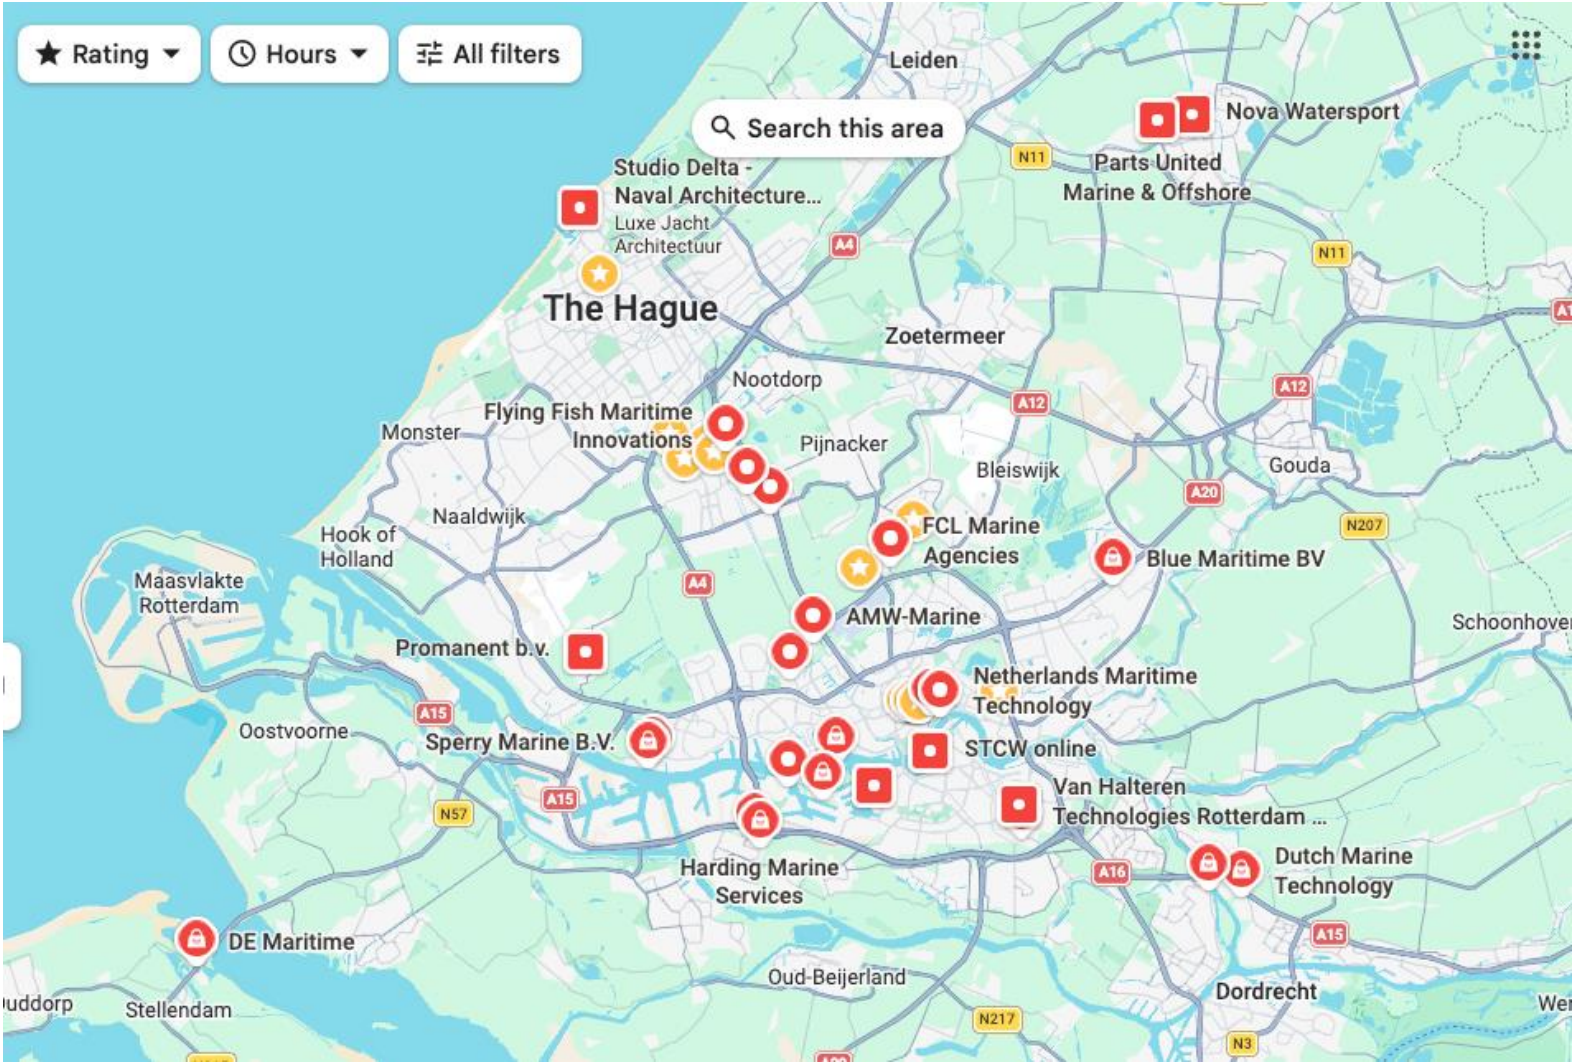 Rating
Hours
All filters
Leiden
Search this area
Nova Watersport
N11
Parts United
Marine & Offshore
Studio Delta -
Naval Architecture...
Luxe Jacht
Architectuur
A4
N11
The Hague
Zoetermeer
Nootdorp
A12
A12
Flying Fish Maritime
Innovations
Monster
Pijnacker
Bleiswijk
Gouda
A20
Naaldwijk
N207
Hook of
Holland
FCL Marine
Agencies
Blue Maritime BV
Maasvlakte
Rotterdam
A4
AMW-Marine
Schoonhove
Promanent b.v.
Netherlands Maritime
Technology
A15
Oostvoorne
Sperry Marine B.V.
STCW online
A15
N57
Van Halteren
Technologies Rotterdam ...
Harding Marine
Services
A16
Dutch Marine
Technology
A15
DE Maritime
Oud-Beijerland
Dordrecht
uddorp
Stellendam
N217
We
N3